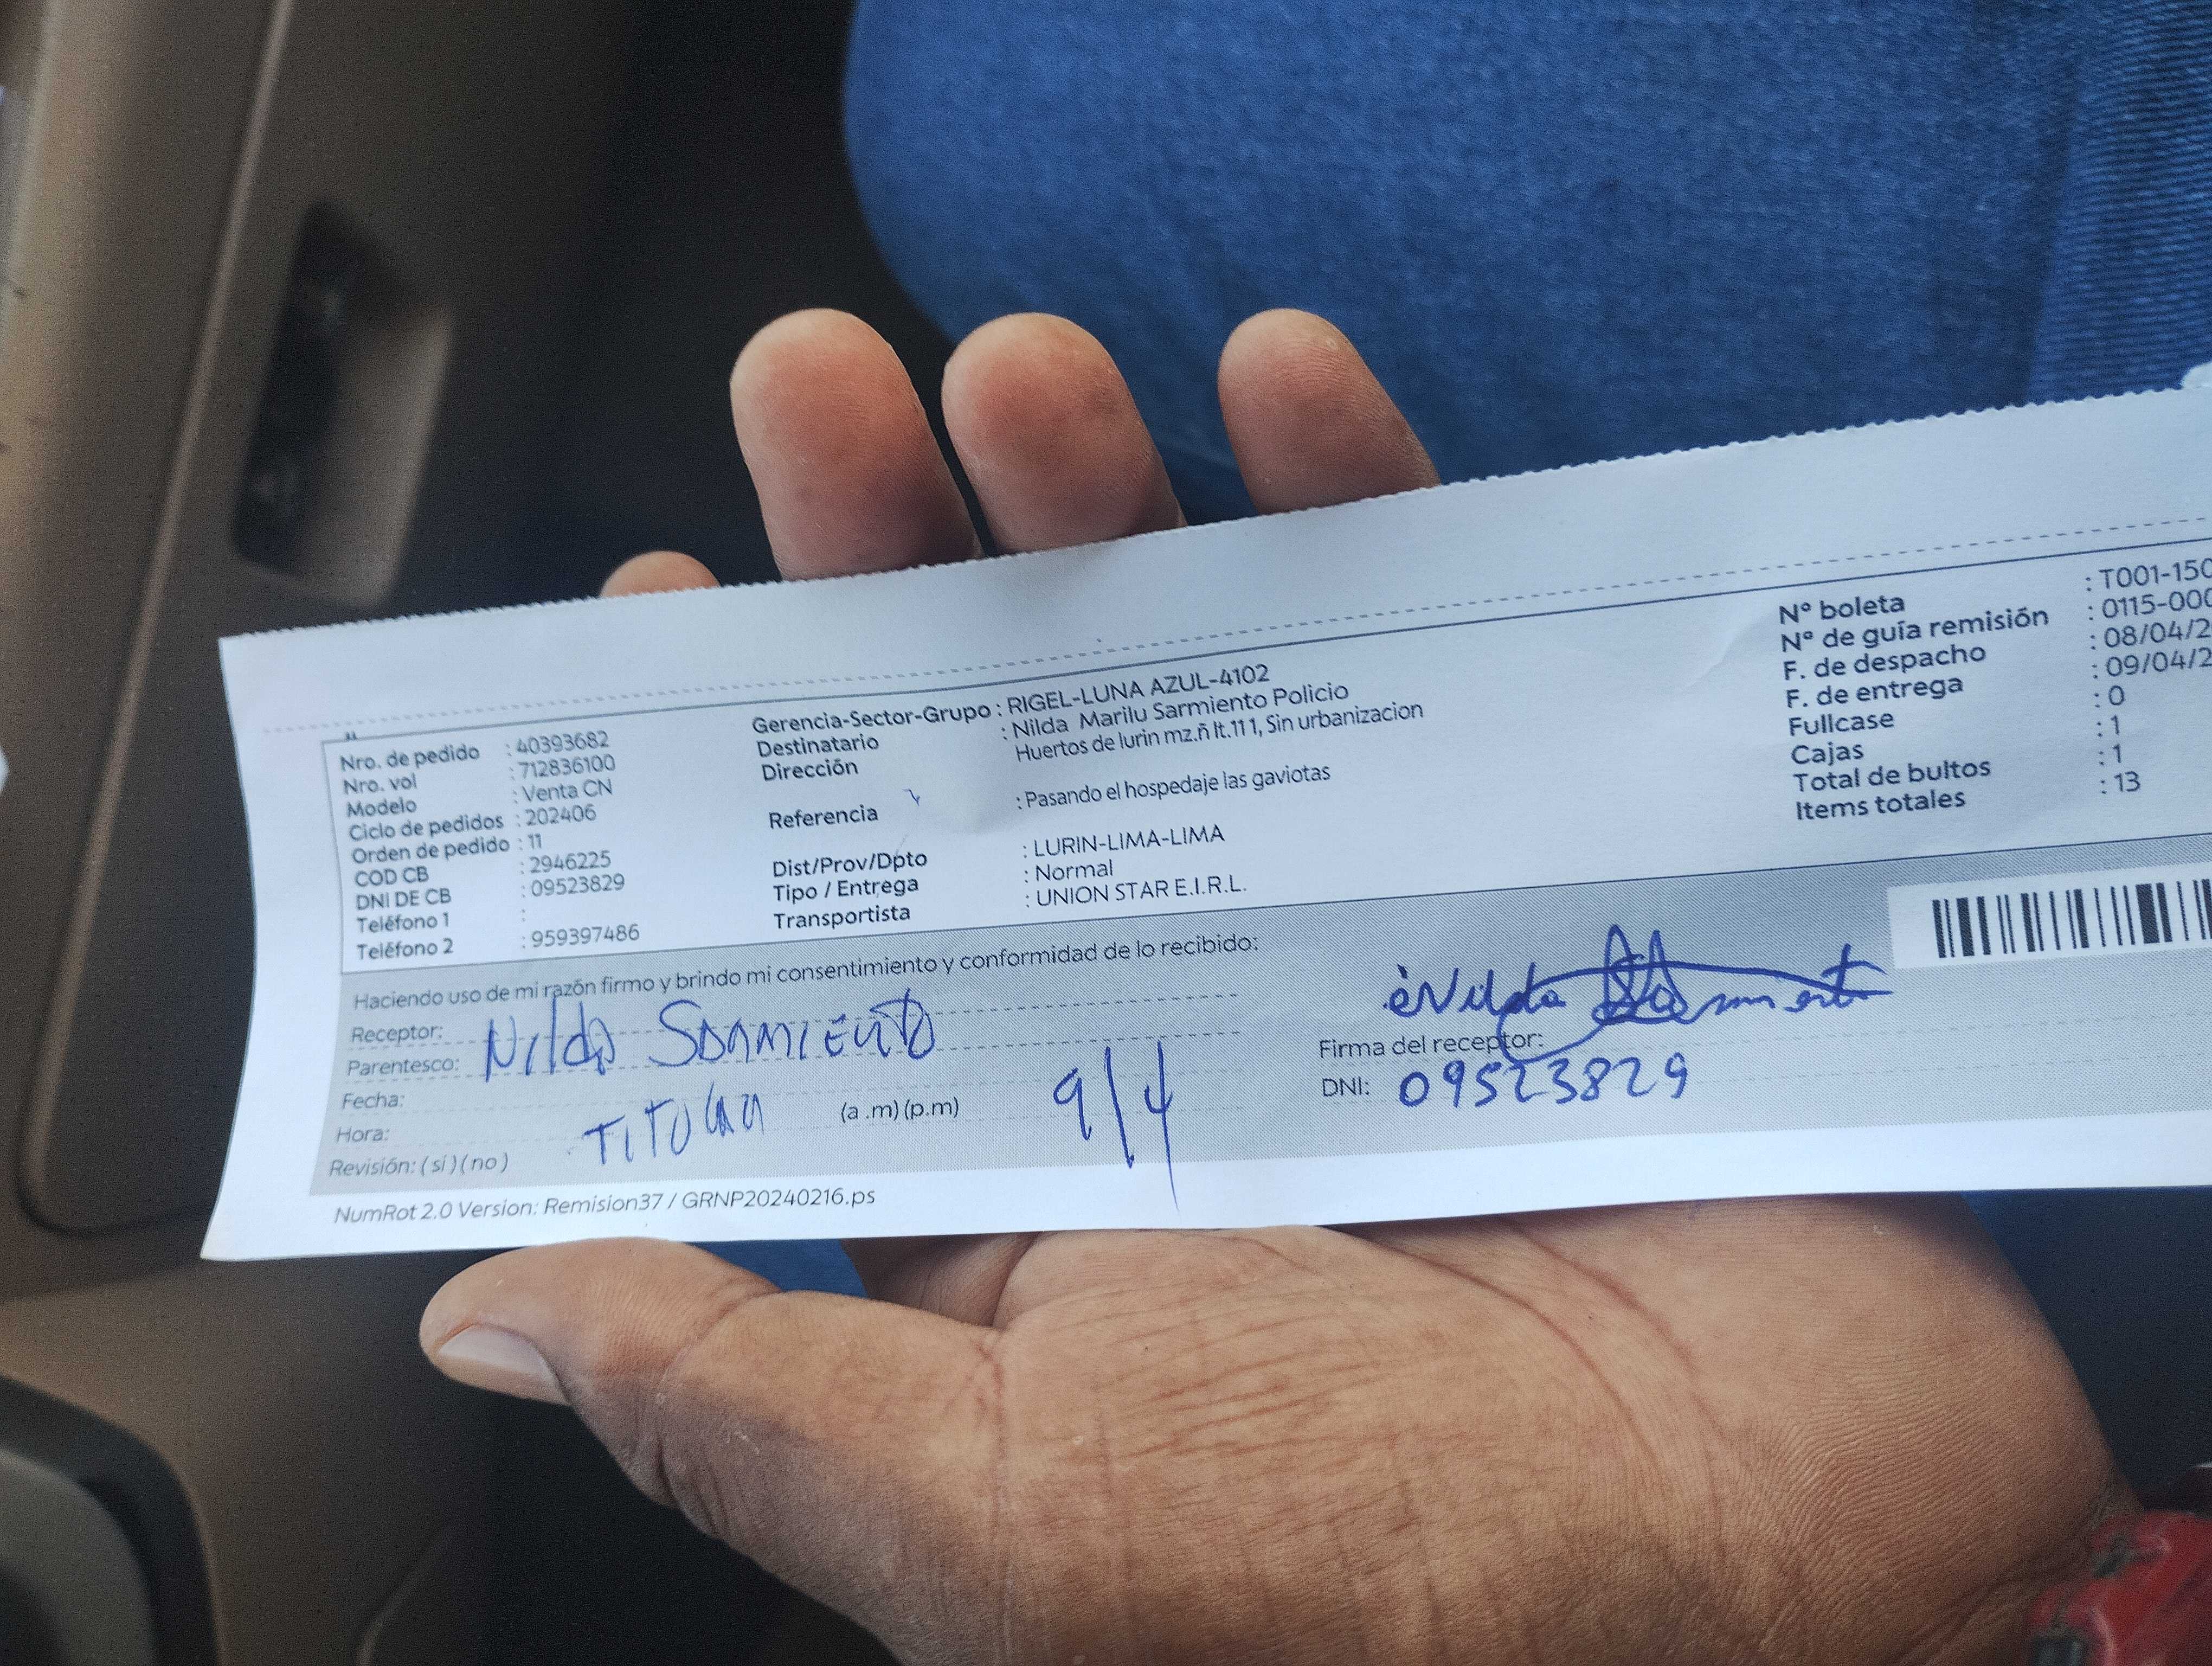 Nro. de pedido : 40393682
Nro. vol : 712836100
Modelo : Venta CN
Ciclo de pedidos : 202406
Orden de pedido : 11
COD CB : 2946225
DNI DE CB : 09523829
Teléfono 1 :
Teléfono 2 : 959397486
Gerencia-Sector-Grupo : RIGEL-LUNA AZUL-4102
Destinatario : Nilda Marilu Sarmiento Policio
Dirección Huertos de lurin mz.ñ lt.11 1, Sin urbanizacion
Referencia : Pasando el hospedaje las gaviotas
Dist/Prov/Dpto : LURIN-LIMA-LIMA
Tipo / Entrega : Normal
Transportista : UNION STAR E.I.R.L.
N° boleta : T001-150
N° de guía remisión : 0115-000
F. de despacho : 08/04/2
F. de entrega : 09/04/2
Fullcase : 0
Cajas : 1
Total de bultos : 1
Items totales : 13
Haciendo uso de mi razón firmo y brindo mi consentimiento y conformidad de lo recibido:
Receptor: Nilda Sarmiento
Parentesco:
Fecha: Titular 9/4
Hora: (a .m) (p.m)
Revisión: ( si ) ( no )
Nilda Sarmiento
Firma del receptor:
DNI: 09523829
NumRot 2.0 Version: Remision37 / GRNP20240216.ps